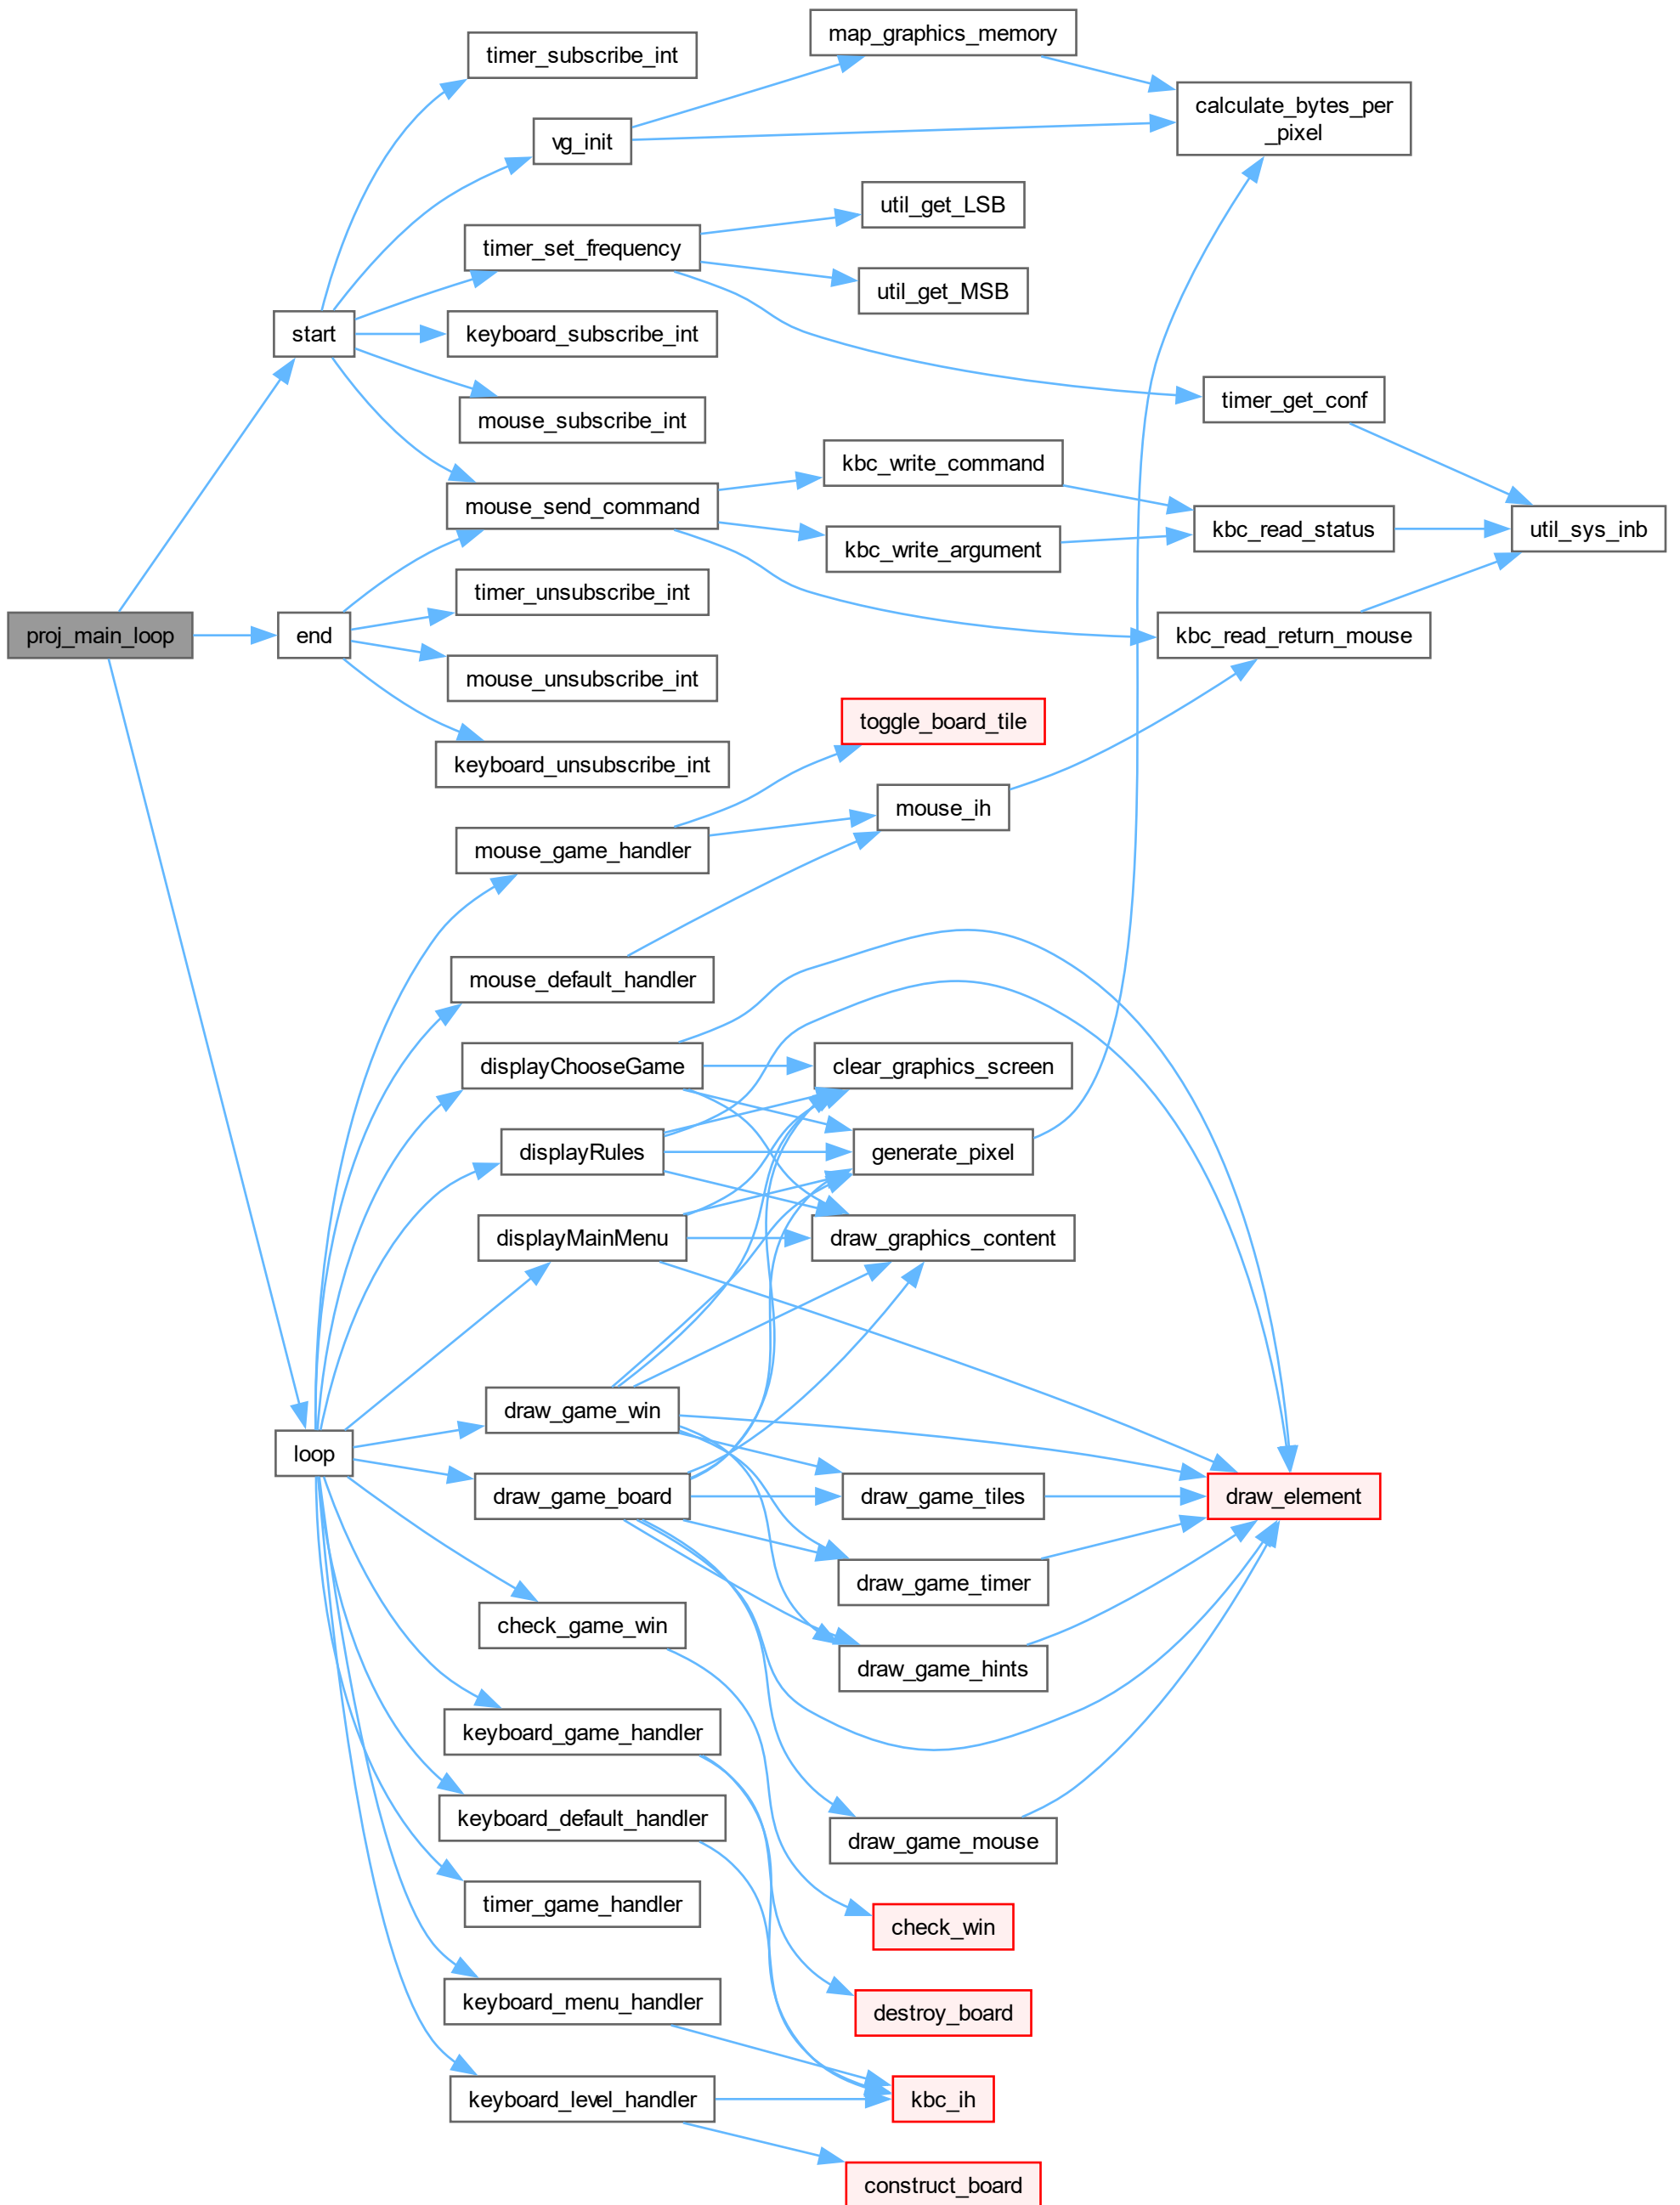 timer_subscribe_int
map_graphics_memory
calculate_bytes_per
_pixel
vg_init
util_get_LSB
timer_set_frequency
util_get_MSB
start
keyboard_subscribe_int
timer_get_conf
mouse_subscribe_int
kbc_write_command
mouse_send_command
kbc_read_status
util_sys_inb
kbc_write_argument
timer_unsubscribe_int
proj_main_loop
end
kbc_read_return_mouse
mouse_unsubscribe_int
toggle_board_tile
keyboard_unsubscribe_int
mouse_ih
mouse_game_handler
mouse_default_handler
displayChooseGame
clear_graphics_screen
displayRules
generate_pixel
displayMainMenu
draw_graphics_content
draw_game_win
loop
draw_game_board
draw_game_tiles
draw_element
draw_game_timer
check_game_win
draw_game_hints
keyboard_game_handler
keyboard_default_handler
draw_game_mouse
timer_game_handler
check_win
keyboard_menu_handler
destroy_board
keyboard_level_handler
kbc_ih
construct_board